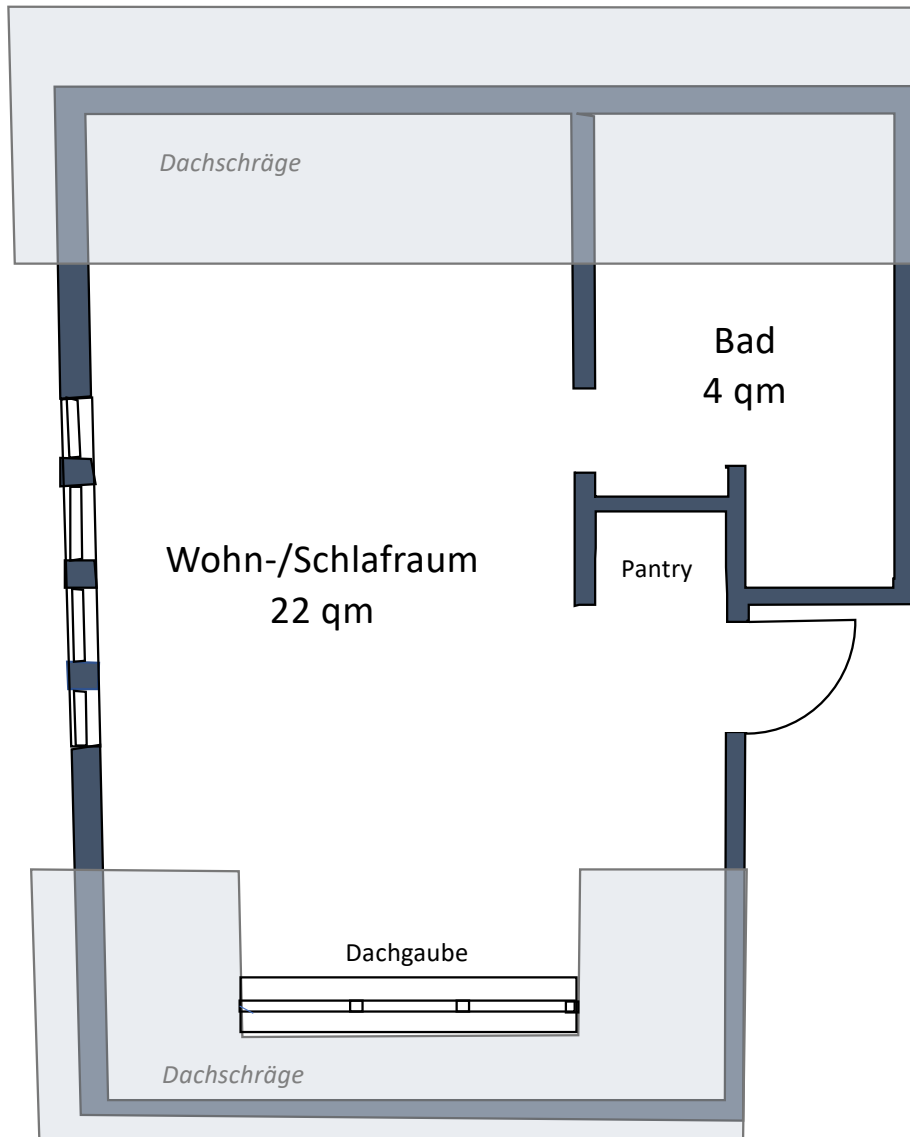 Dachschräge
Bad
4 qm
Wohn-/Schlafraum
22 qm
Pantry
Dachgaube
Dachschräge